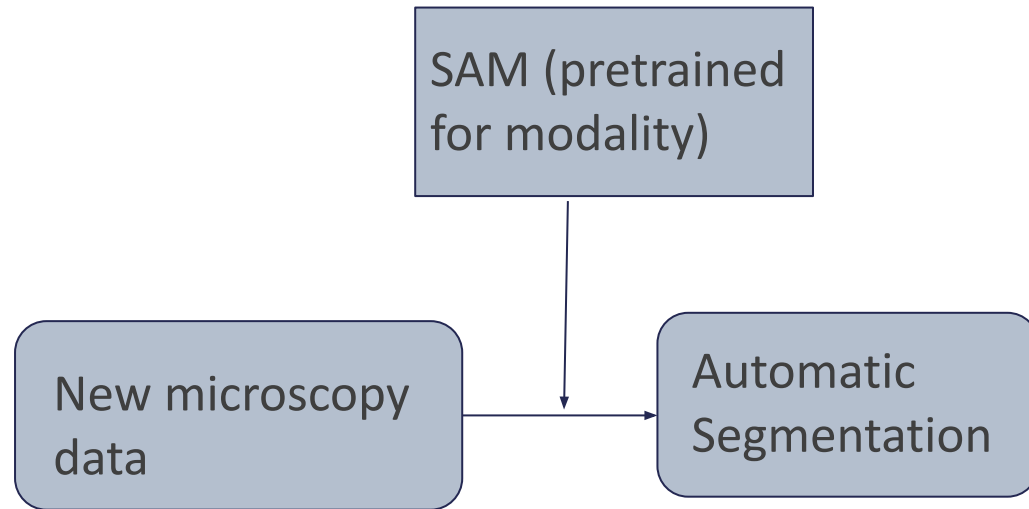 SAM (pretrained
for modality)
New microscopy
data
Automatic
Segmentation